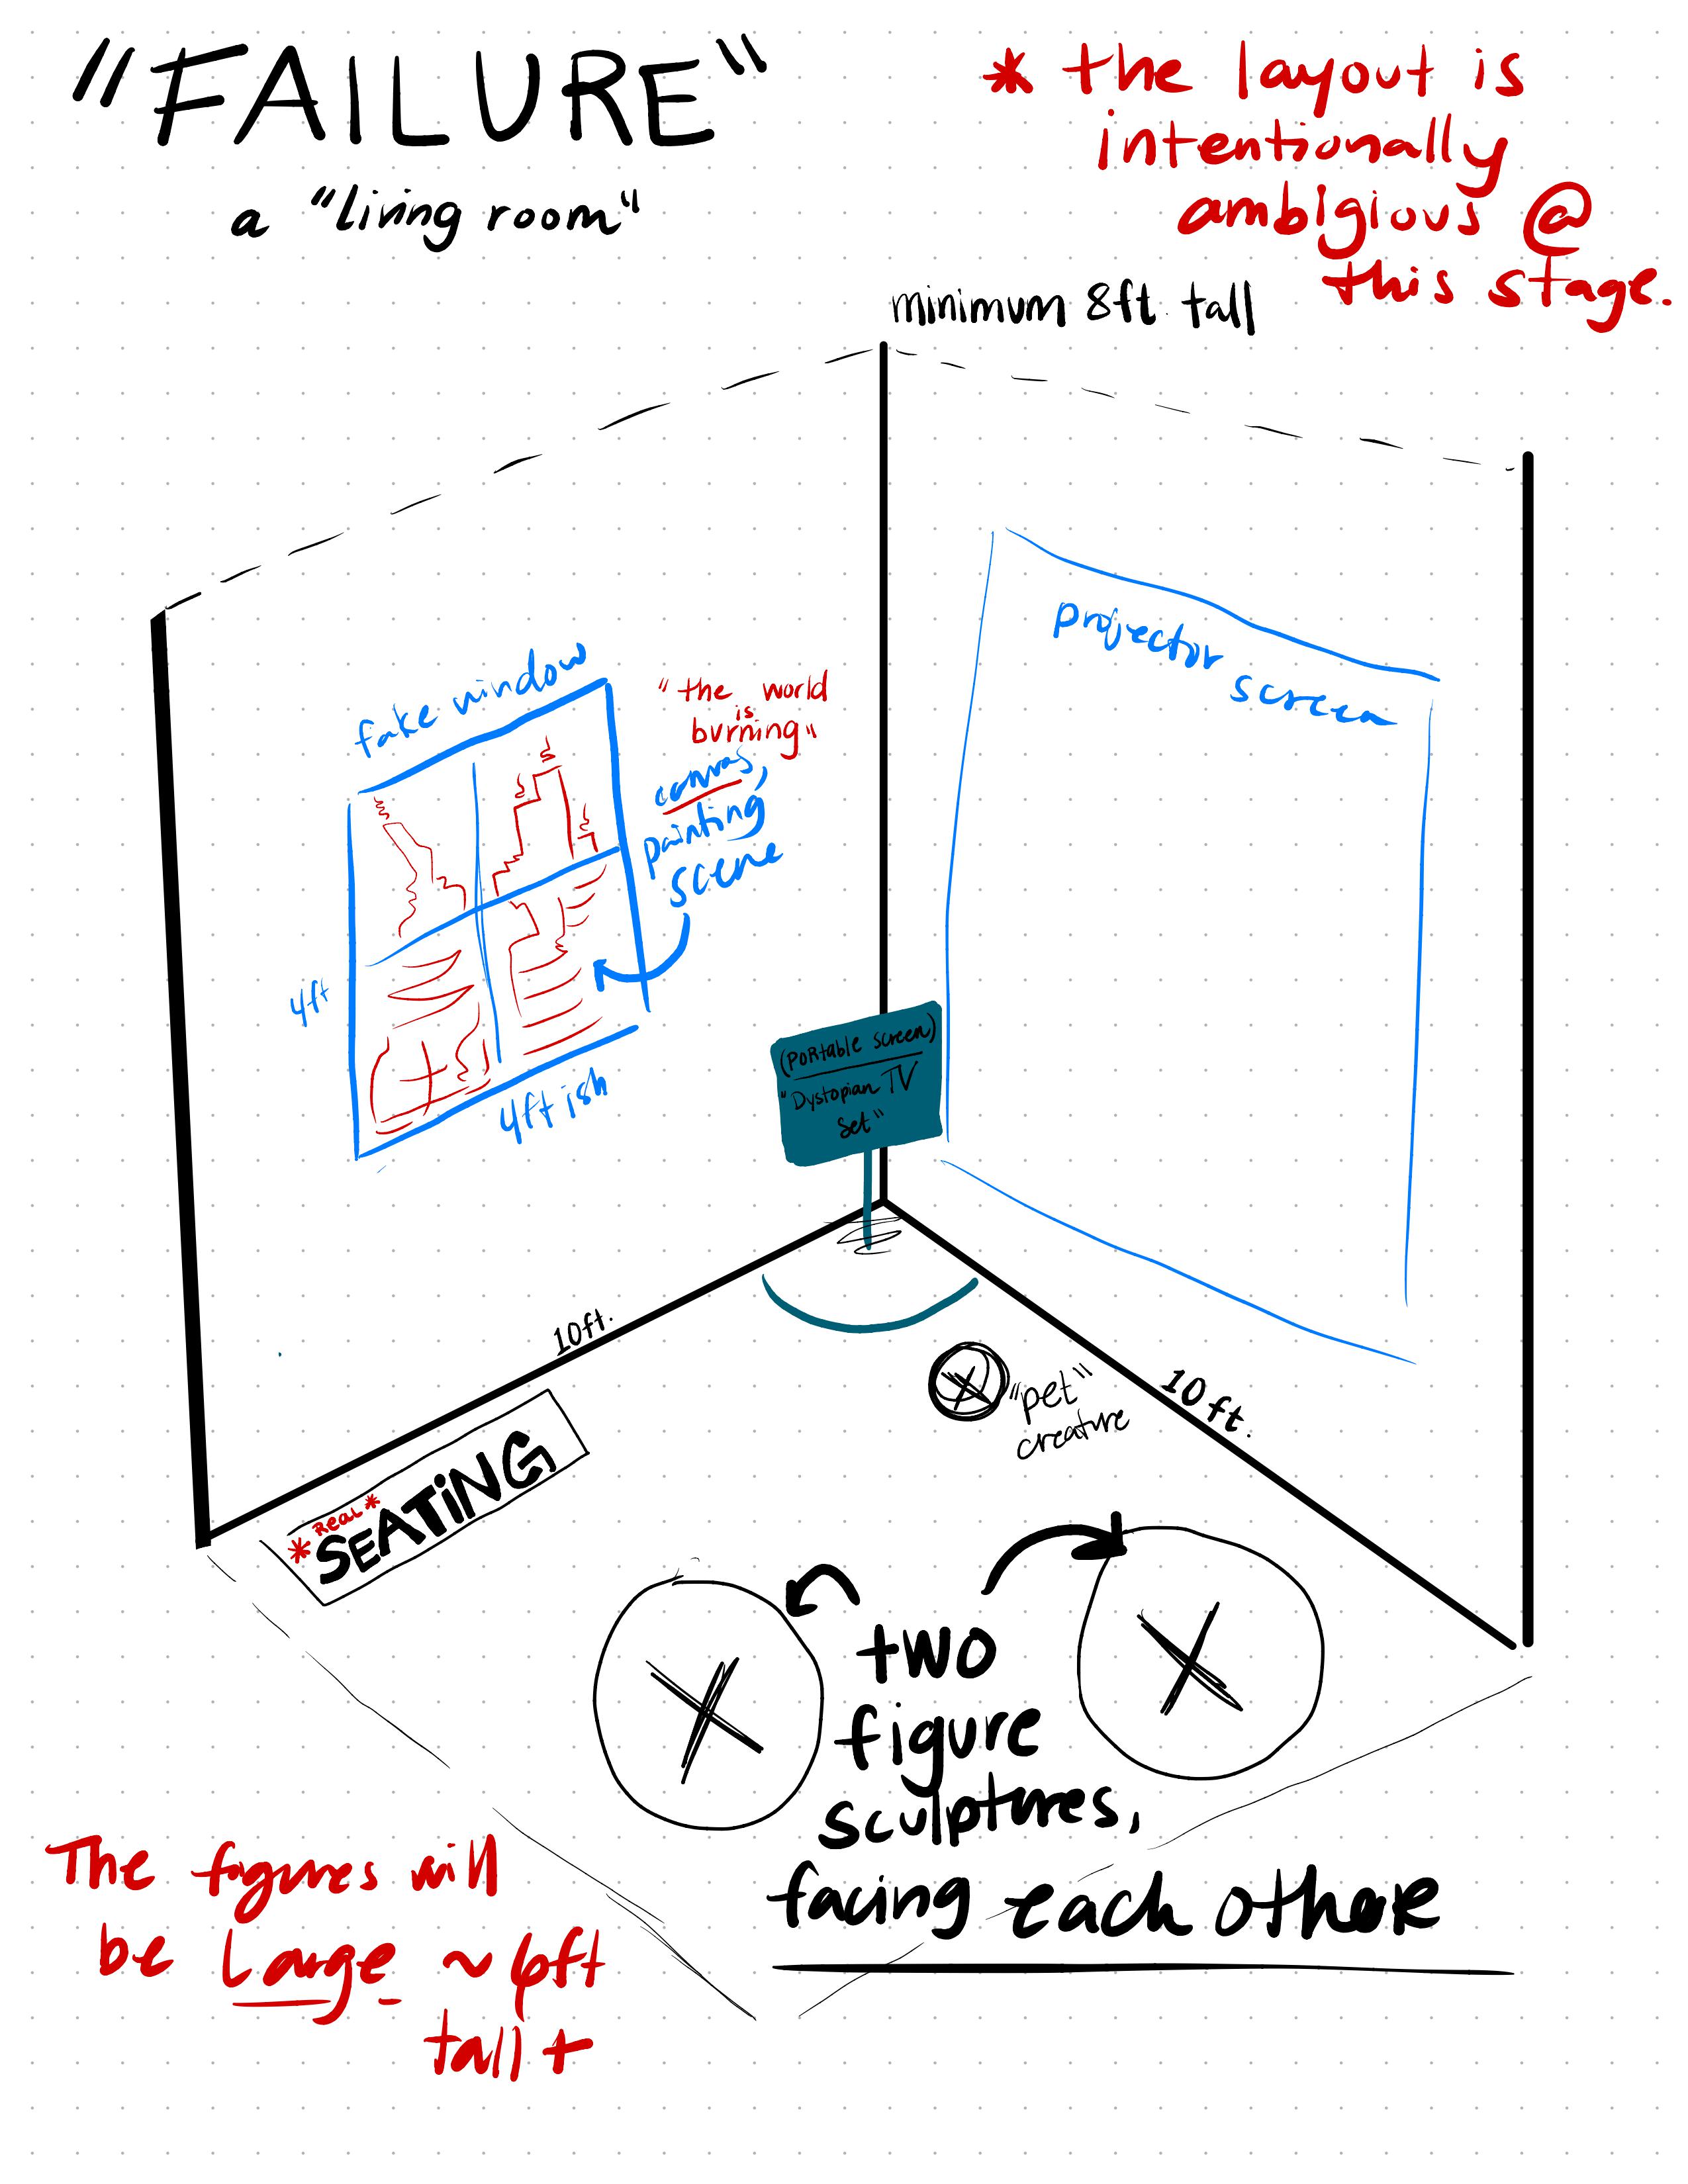 "FAILURE"
a "living room"
* the layout is
intentionally
ambigious @
this stage.
minimum 8ft. tall
fake window
"the world
is
burning"
canvas,
painting
scene
4ft
4ft ish
projector
screen
(Portable screen)
"Dystopian TV
Set"
10ft.
10ft.
"pet"
creature
*Real*
SEATING
two
figure
sculptures,
facing each other
The figures will
be Large ~6ft
tall +